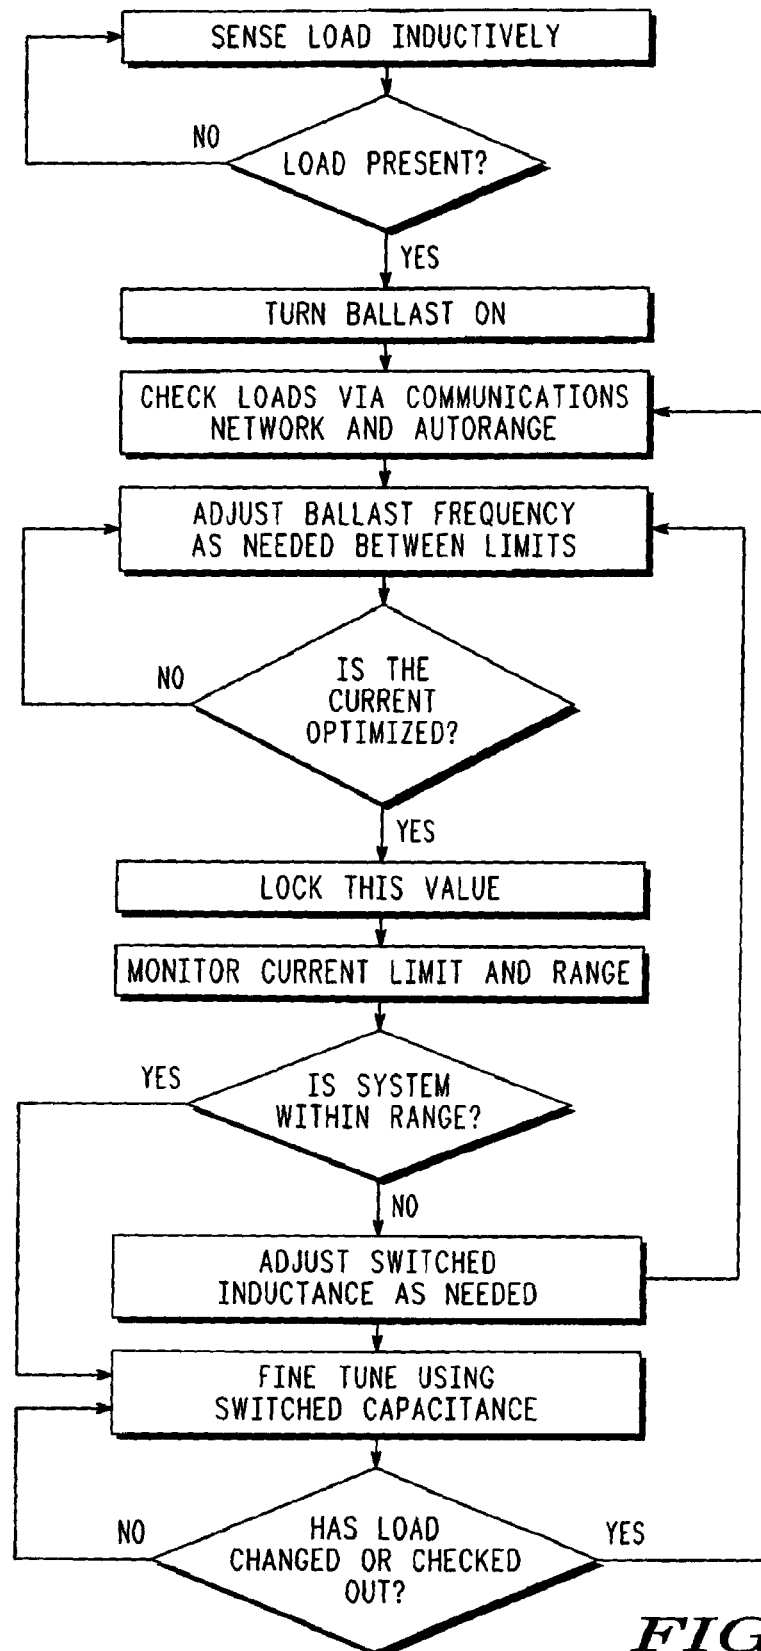 SENSE LOAD INDUCTIVELY
NO
LOAD PRESENT?
YES
TURN BALLAST ON
CHECK LOADS VIA COMMUNICATIONS
NETWORK AND AUTORANGE
ADJUST BALLAST FREQUENCY
AS NEEDED BETWEEN LIMITS
NO
IS THE
CURRENT
OPTIMIZED?
YES
LOCK THIS VALUE
MONITOR CURRENT LIMIT AND RANGE
YES
IS SYSTEM
WITHIN RANGE?
NO
ADJUST SWITCHED
INDUCTANCE AS NEEDED
FINE TUNE USING
SWITCHED CAPACITANCE
NO
HAS LOAD
CHANGED OR CHECKED
OUT?
YES
FIG